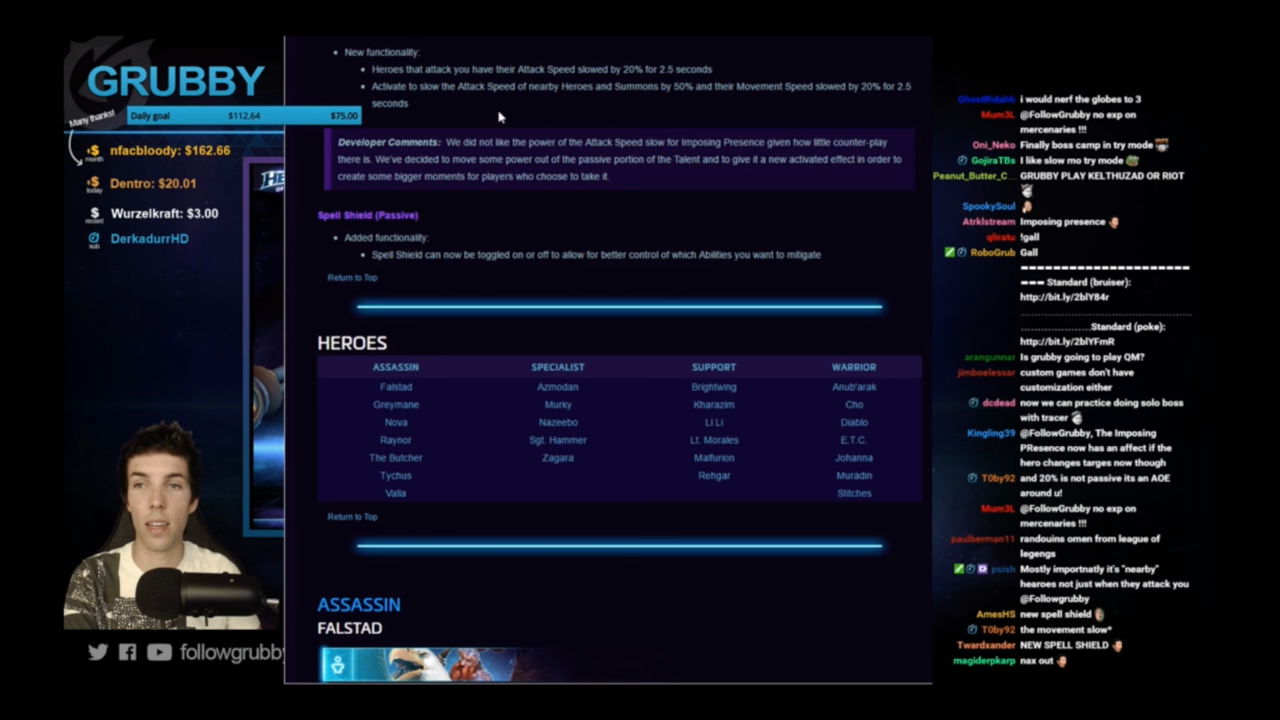 GRUBBY
Many thanks!
Daily goal $112.64 $75.00
month
nfacbloody: $162.66
today
Dentro: $20.01
recent
Wurzelkraft: $3.00
sub
DerkadurrHD
followgrubby
New functionality:
Heroes that attack you have their Attack Speed slowed by 20% for 2.5 seconds
Activate to slow the Attack Speed of nearby Heroes and Summons by 50% and their Movement Speed slowed by 20% for 2.5
seconds
Developer Comments: We did not like the power of the Attack Speed slow for Imposing Presence given how little counter-play
there is. We've decided to move some power out of the passive portion of the Talent and to give it a new activated effect in order to
create some bigger moments for players who choose to take it.
Spell Shield (Passive)
Added functionality:
Spell Shield can now be toggled on or off to allow for better control of which Abilities you want to mitigate
Return to Top
HEROES
ASSASSIN SPECIALIST SUPPORT WARRIOR
Falstad Azmodan Brightwing Anub'arak
Greymane Murky Kharazim Cho
Nova Nazeebo Li Li Diablo
Raynor Sgt. Hammer Lt. Morales E.T.C.
The Butcher Zagara Malfurion Johanna
Tychus Rehgar Muradin
Valla Stitches
Return to Top
ASSASSIN
FALSTAD
GhostRidahh i would nerf the globes to 3
Mum3L @FollowGrubby no exp on
mercenaries !!!
Oni_Neko Finally boss camp in try mode
GojiraTBs I like slow mo try mode
Peanut_Butter_C... GRUBBY PLAY KELTHUZAD OR RIOT
SpookySoul
Atrklstream Imposing presence
qliratu !gall
RoboGrub Gall
Standard (bruiser):
http://bit.ly/2blY84r
Standard (poke):
http://bit.ly/2blYFmR
arangunnar Is grubby going to play QM?
jimboelessar custom games don't have
customization either
dcdead now we can practice doing solo boss
with tracer
Kingling39 @FollowGrubby, The Imposing
PResence now has an affect if the
hero changes targes now though
T0by92 and 20% is not passive its an AOE
around u!
Mum3L @FollowGrubby no exp on
mercenaries !!!
paulberman11 randouins omen from league of
legengs
psish Mostly importnatly it's "nearby"
hearoes not just when they attack you
@Followgrubby
AmesHS new spell shield
T0by92 the movement slow*
Twardxander NEW SPELL SHIELD
magiderpkarp nax out